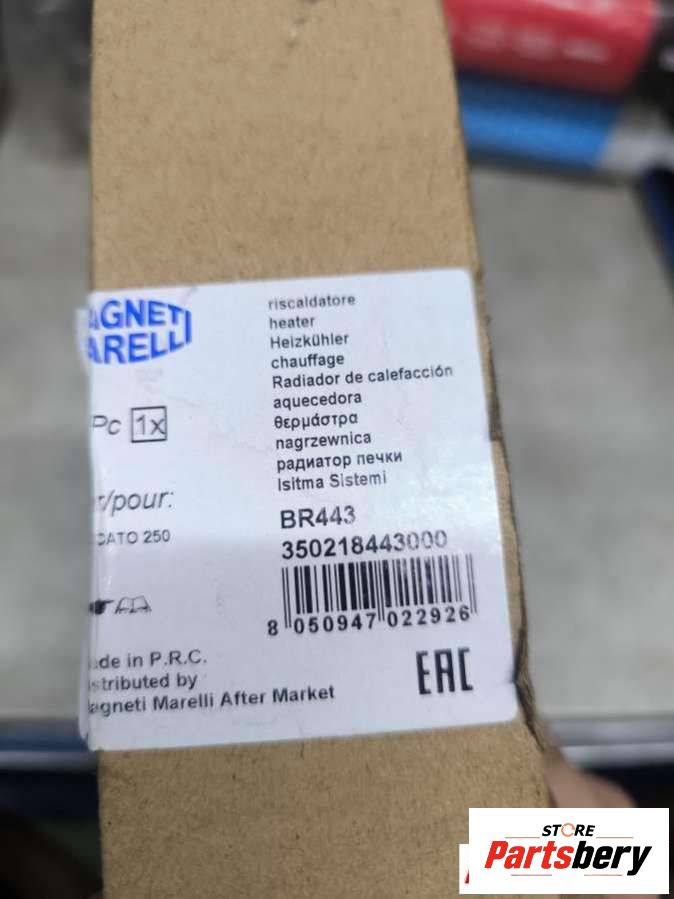 AGNETI
ARELLI
riscaldatore
heater
Heizkühler
chauffage
Radiador de calefacción
aquecedora
θερμάστρα
nagrzewnica
радиатор печки
Isitma Sistemi
Pc 1x
r/pour:
CATO 250
BR443
350218443000
8 050947 022926
ade in P.R.C.
stributed by
agneti Marelli After Market
EAC
STORE
Partsbery